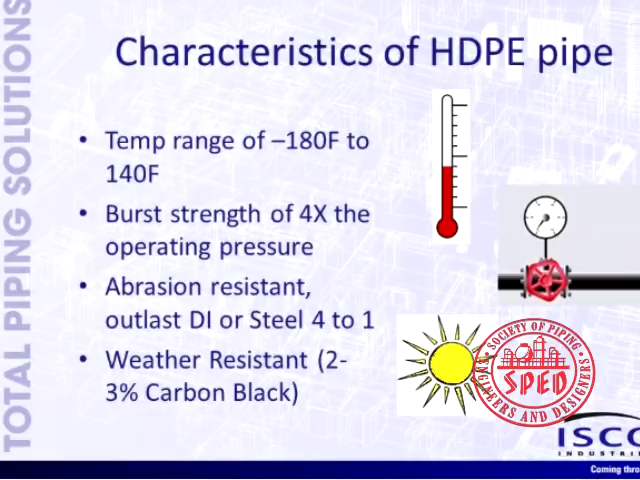 TOTAL PIPING SOLUTIONS
Characteristics of HDPE pipe
• Temp range of –180F to
140F
• Burst strength of 4X the
operating pressure
• Abrasion resistant,
outlast DI or Steel 4 to 1
• Weather Resistant (2-
3% Carbon Black)
• SOCIETY OF PIPING •
SPED
ENGINEERS AND DESIGNERS
ISCO
INDUSTRI
Coming thro